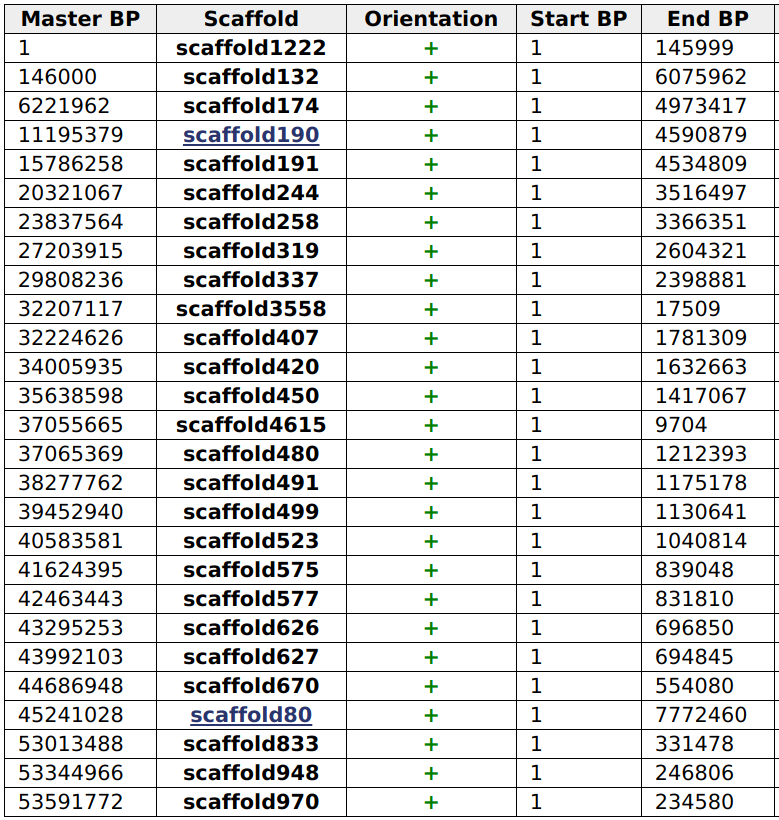 Master BP Scaffold Orientation Start BP End BP
1 scaffold1222 + 1 145999
146000 scaffold132 + 1 6075962
6221962 scaffold174 + 1 4973417
11195379 scaffold190 + 1 4590879
15786258 scaffold191 + 1 4534809
20321067 scaffold244 + 1 3516497
23837564 scaffold258 + 1 3366351
27203915 scaffold319 + 1 2604321
29808236 scaffold337 + 1 2398881
32207117 scaffold3558 + 1 17509
32224626 scaffold407 + 1 1781309
34005935 scaffold420 + 1 1632663
35638598 scaffold450 + 1 1417067
37055665 scaffold4615 + 1 9704
37065369 scaffold480 + 1 1212393
38277762 scaffold491 + 1 1175178
39452940 scaffold499 + 1 1130641
40583581 scaffold523 + 1 1040814
41624395 scaffold575 + 1 839048
42463443 scaffold577 + 1 831810
43295253 scaffold626 + 1 696850
43992103 scaffold627 + 1 694845
44686948 scaffold670 + 1 554080
45241028 scaffold80 + 1 7772460
53013488 scaffold833 + 1 331478
53344966 scaffold948 + 1 246806
53591772 scaffold970 + 1 234580